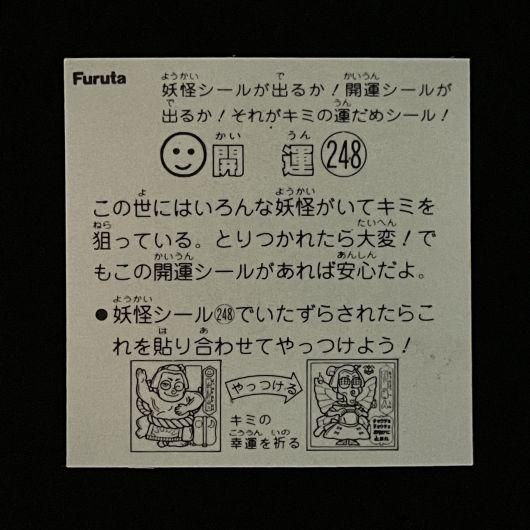 Furuta
妖怪シールが出るか！開運シールが
出るか！それがキミの運だめシール！
開運 248
この世にはいろんな妖怪がいてキミを
狙っている。とりつかれたら大変！で
もこの開運シールがあれば安心だよ。
●妖怪シール248でいたずらされたらこ
れを貼り合わせてやっつけよう！
やっつける
キミの
幸運を祈る